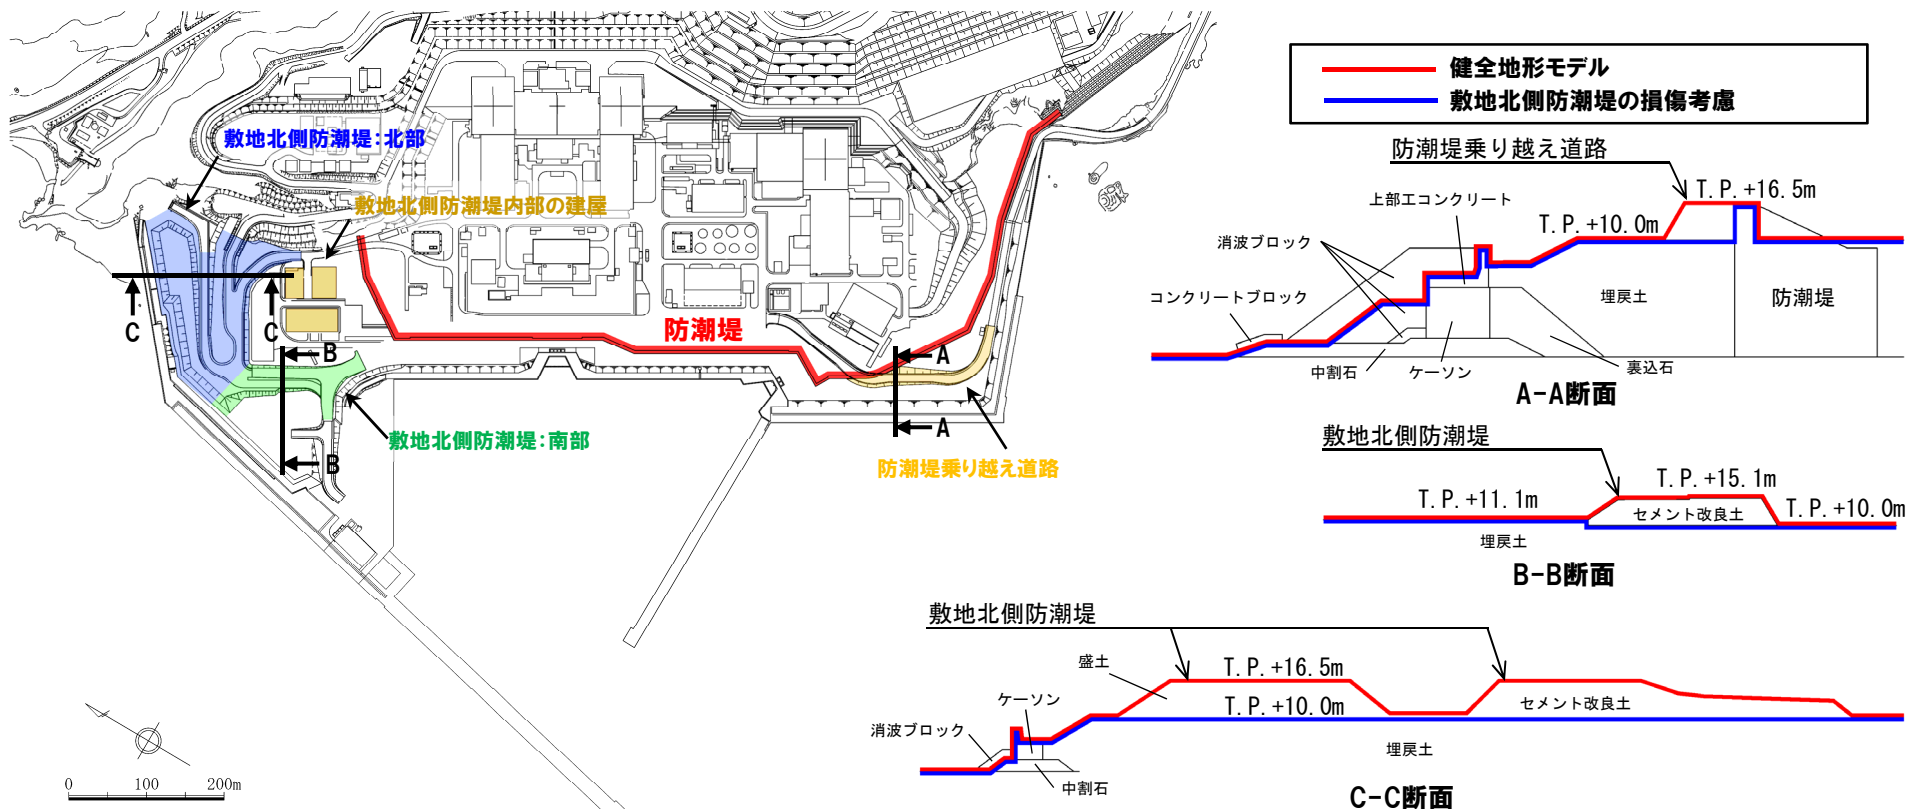 敷地北側防潮堤:北部
敷地北側防潮堤内部の建屋
防潮堤
C
C
B
B
A
A
敷地北側防潮堤:南部
防潮堤乗り越え道路
0 100 200m
健全地形モデル
敷地北側防潮堤の損傷考慮
防潮堤乗り越え道路
T.P.+16.5m
上部工コンクリート
T.P.+10.0m
消波ブロック
コンクリートブロック
埋戻土
防潮堤
中割石
ケーソン
裏込石
A-A断面
敷地北側防潮堤
T.P.+15.1m
T.P.+11.1m
セメント改良土
T.P.+10.0m
埋戻土
B-B断面
敷地北側防潮堤
盛土
T.P.+16.5m
ケーソン
T.P.+10.0m
セメント改良土
消波ブロック
埋戻土
中割石
C-C断面